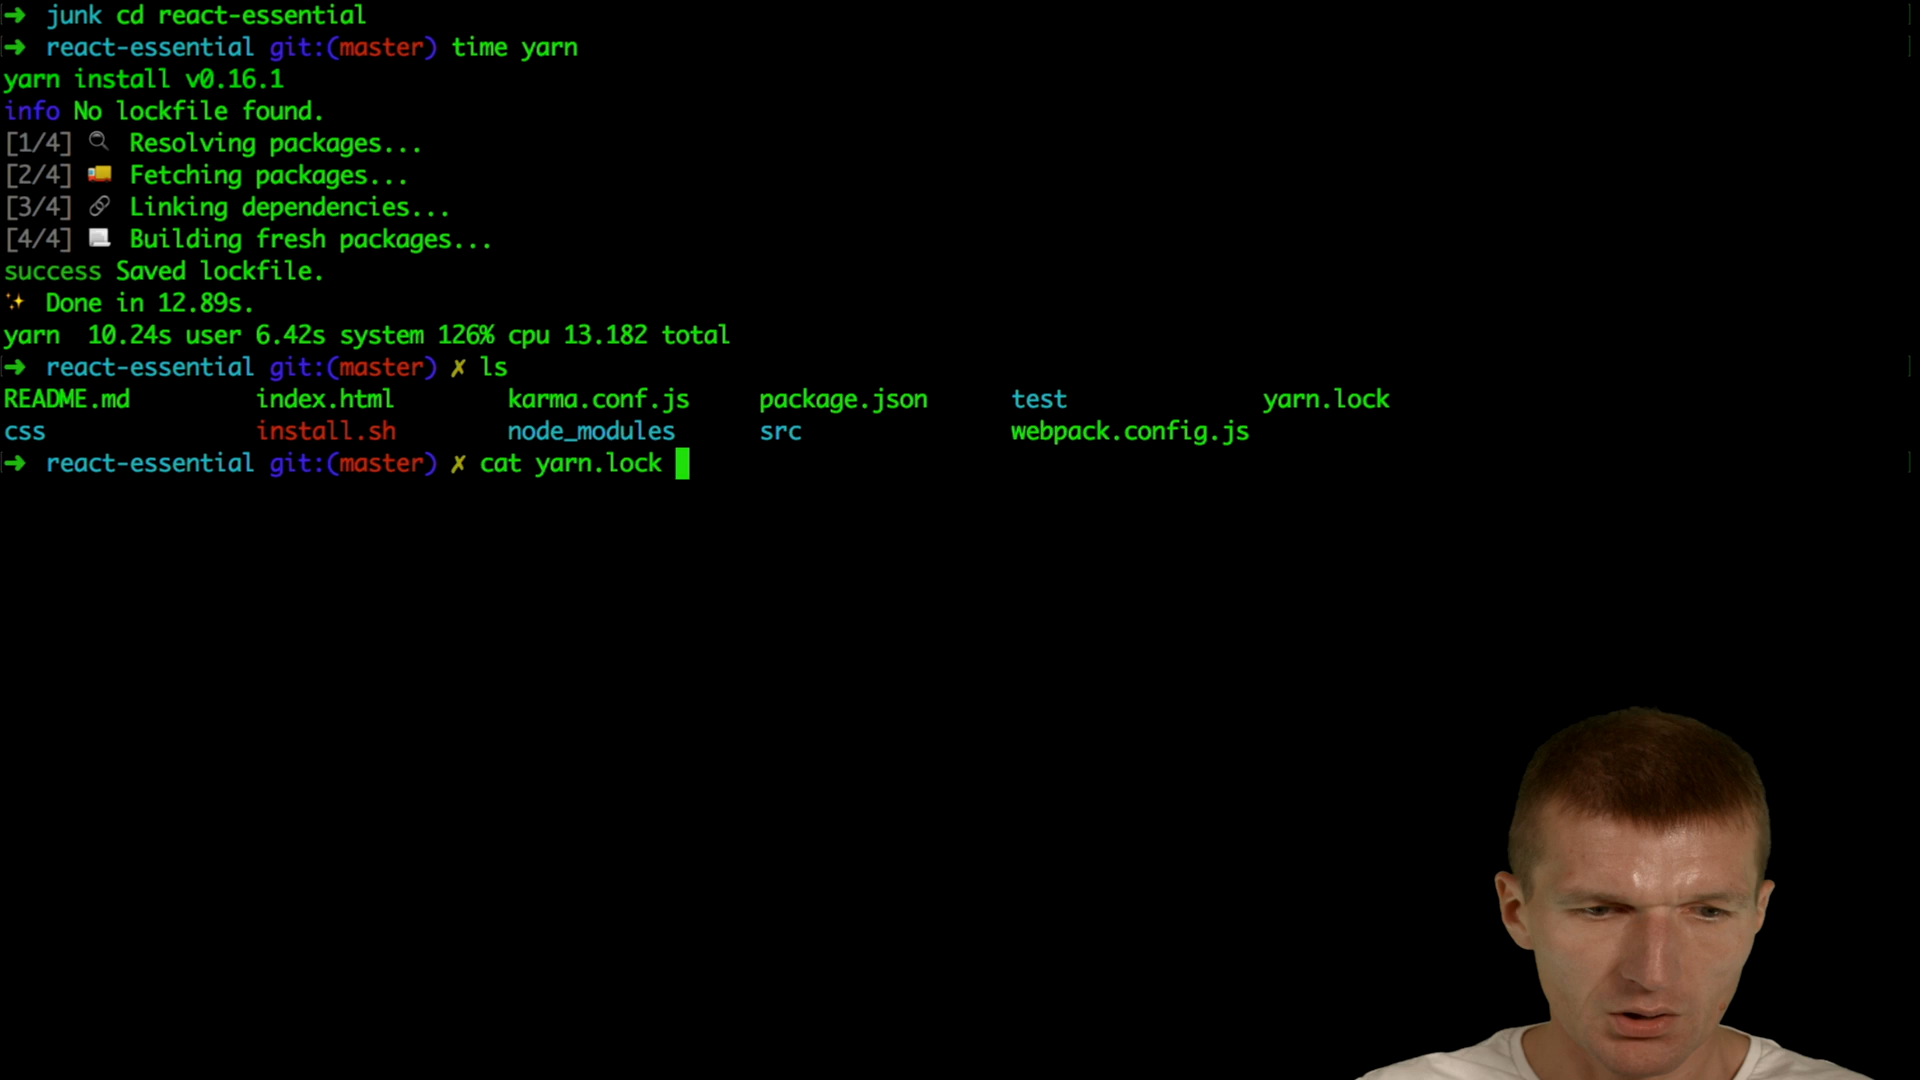 ➜ junk cd react-essential
➜ react-essential git:(master) time yarn
yarn install v0.16.1
info No lockfile found.
[1/4] 🔍 Resolving packages...
[2/4] 🚚 Fetching packages...
[3/4] 🔗 Linking dependencies...
[4/4] 📃 Building fresh packages...
success Saved lockfile.
✨ Done in 12.89s.
yarn 10.24s user 6.42s system 126% cpu 13.182 total
➜ react-essential git:(master) ✗ ls
README.md index.html karma.conf.js package.json test yarn.lock
css install.sh node_modules src webpack.config.js
➜ react-essential git:(master) ✗ cat yarn.lock